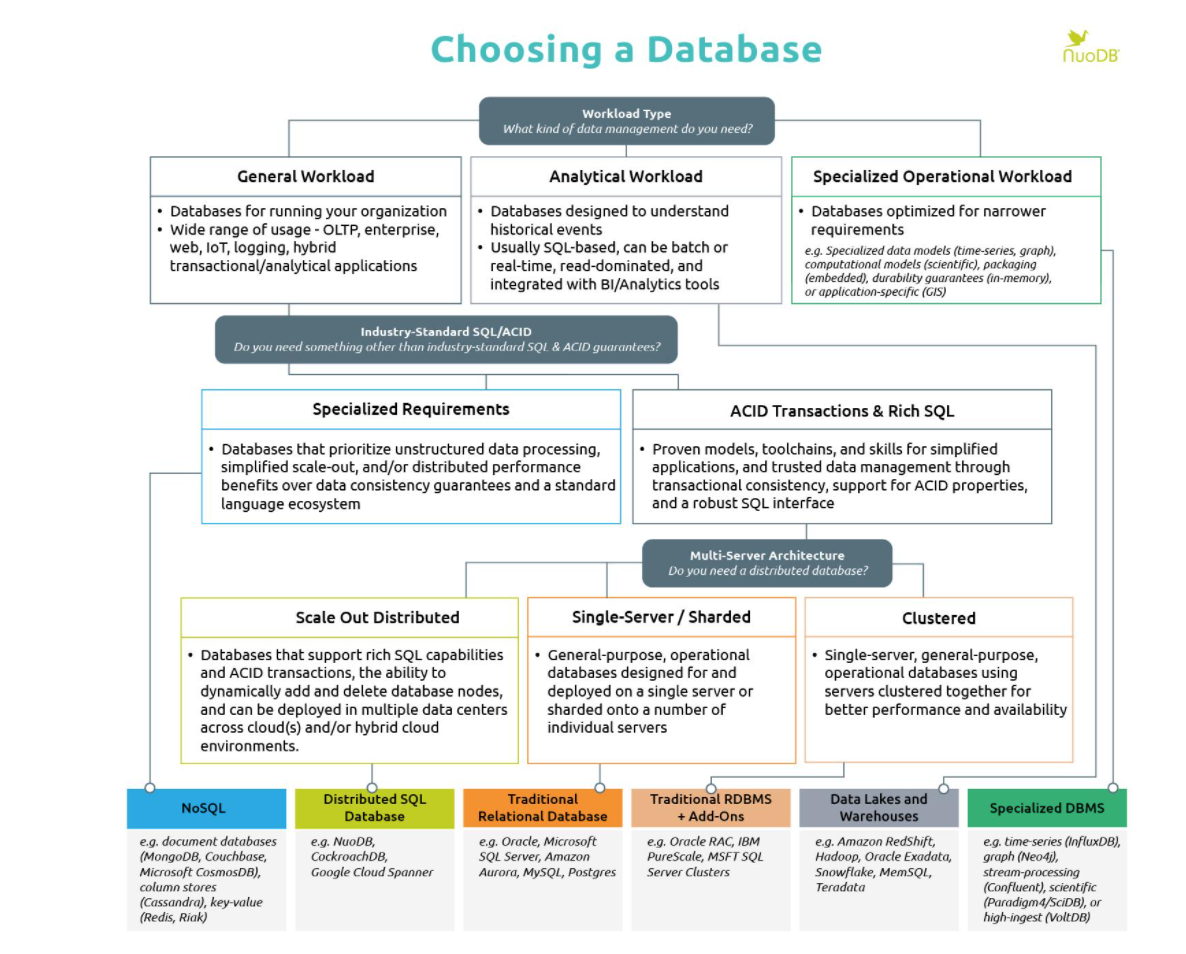 Choosing a Database
NuoDB
Workload Type
What kind of data management do you need?
General Workload
• Databases for running your organization
• Wide range of usage - OLTP, enterprise,
web, IoT, logging, hybrid
transactional/analytical applications
Analytical Workload
• Databases designed to understand
historical events
• Usually SQL-based, can be batch or
real-time, read-dominated, and
integrated with BI/Analytics tools
Specialized Operational Workload
• Databases optimized for narrower
requirements
e.g. Specialized data models (time-series, graph),
computational models (scientific), packaging
(embedded), durability guarantees (in-memory),
or application-specific (GIS)
Industry-Standard SQL/ACID
Do you need something other than industry-standard SQL & ACID guarantees?
Specialized Requirements
• Databases that prioritize unstructured data processing,
simplified scale-out, and/or distributed performance
benefits over data consistency guarantees and a standard
language ecosystem
ACID Transactions & Rich SQL
• Proven models, toolchains, and skills for simplified
applications, and trusted data management through
transactional consistency, support for ACID properties,
and a robust SQL interface
Multi-Server Architecture
Do you need a distributed database?
Scale Out Distributed
• Databases that support rich SQL capabilities
and ACID transactions, the ability to
dynamically add and delete database nodes,
and can be deployed in multiple data centers
across cloud(s) and/or hybrid cloud
environments.
Single-Server / Sharded
• General-purpose, operational
databases designed for and
deployed on a single server or
sharded onto a number of
individual servers
Clustered
• Single-server, general-purpose,
operational databases using
servers clustered together for
better performance and availability
NoSQL
e.g. document databases
(MongoDB, Couchbase,
Microsoft CosmosDB),
column stores
(Cassandra), key-value
(Redis, Riak)
Distributed SQL
Database
e.g. NuoDB,
CockroachDB,
Google Cloud Spanner
Traditional
Relational Database
e.g. Oracle, Microsoft
SQL Server, Amazon
Aurora, MySQL, Postgres
Traditional RDBMS
+ Add-Ons
e.g. Oracle RAC, IBM
PureScale, MSFT SQL
Server Clusters
Data Lakes and
Warehouses
e.g. Amazon RedShift,
Hadoop, Oracle Exadata,
Snowflake, MemSQL,
Teradata
Specialized DBMS
e.g. time-series (InfluxDB),
graph (Neo4j),
stream-processing
(Confluent), scientific
(Paradigm4/SciDB), or
high-ingest (VoltDB)